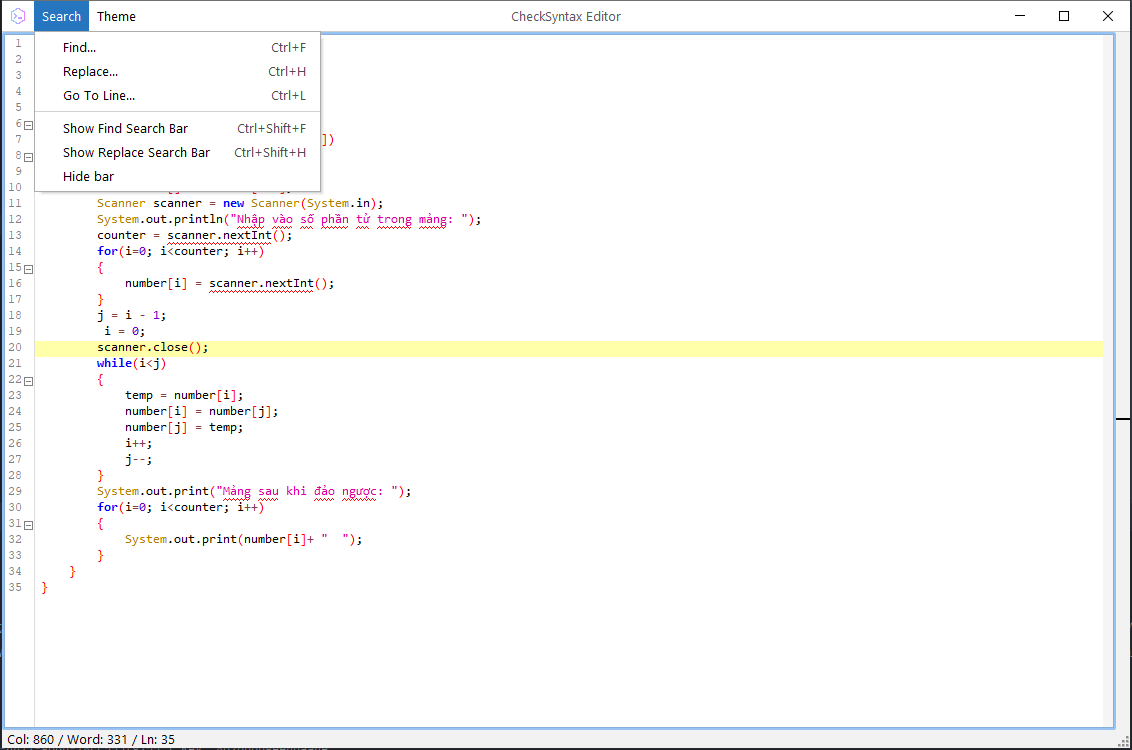 Search Theme CheckSyntax Editor
Find... Ctrl+F
Replace... Ctrl+H
Go To Line... Ctrl+L
Show Find Search Bar Ctrl+Shift+F
Show Replace Search Bar Ctrl+Shift+H
Hide bar
1
2
3
4
5
6
7 ])
8
9
10
11 Scanner scanner = new Scanner(System.in);
12 System.out.println("Nhập vào số phần tử trong mảng: ");
13 counter = scanner.nextInt();
14 for(i=0; i<counter; i++)
15 {
16 number[i] = scanner.nextInt();
17 }
18 j = i - 1;
19 i = 0;
20 scanner.close();
21 while(i<j)
22 {
23 temp = number[i];
24 number[i] = number[j];
25 number[j] = temp;
26 i++;
27 j--;
28 }
29 System.out.print("Mảng sau khi đảo ngược: ");
30 for(i=0; i<counter; i++)
31 {
32 System.out.print(number[i]+ "  ");
33 }
34 }
35 }
Col: 860 / Word: 331 / Ln: 35